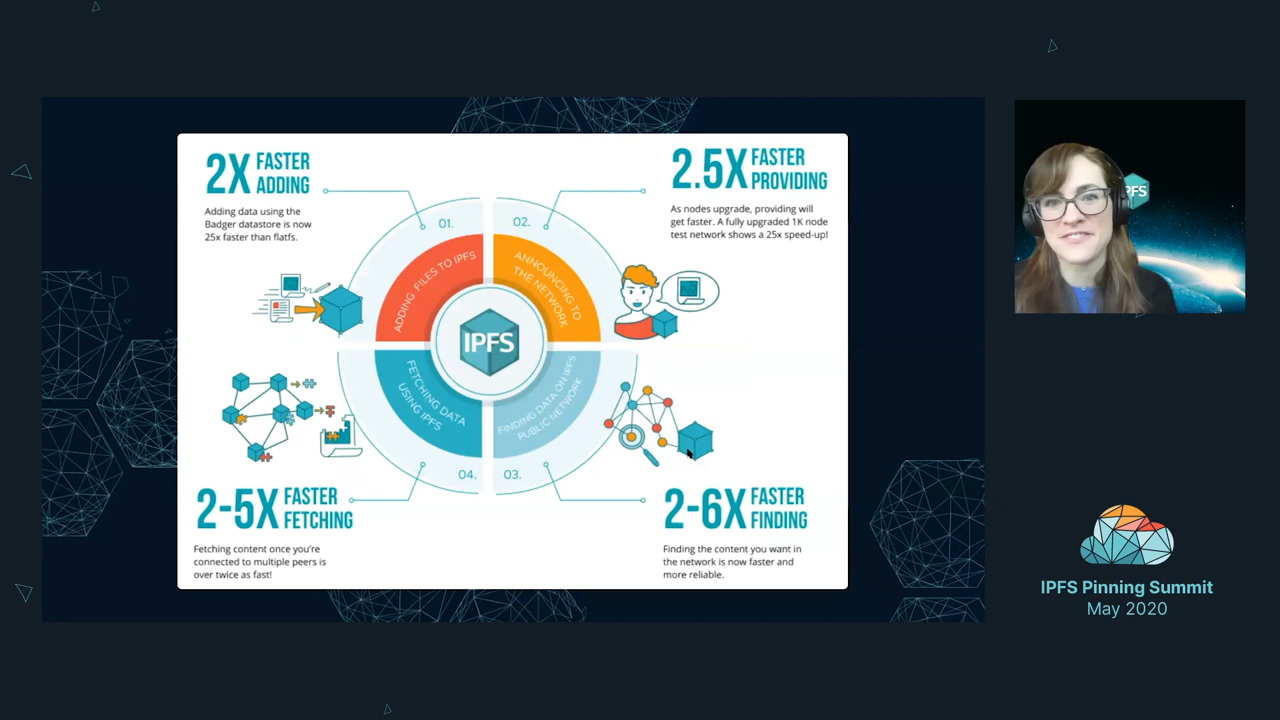 2X FASTER
ADDING
Adding data using the
Badger datastore is now
25x faster than flatfs.
2.5X FASTER
PROVIDING
As nodes upgrade, providing will
get faster. A fully upgraded 1K node
test network shows a 25x speed-up!
01.
02.
ADDING FILES TO IPFS
ANNOUNCING TO
THE NETWORK
IPFS
FETCHING DATA
USING IPFS
FINDING DATA ON IPFS
PUBLIC NETWORK
04.
03.
2-5X FASTER
FETCHING
Fetching content once you're
connected to multiple peers is
over twice as fast!
2-6X FASTER
FINDING
Finding the content you want in
the network is now faster and
more reliable.
PFS
IPFS Pinning Summit
May 2020